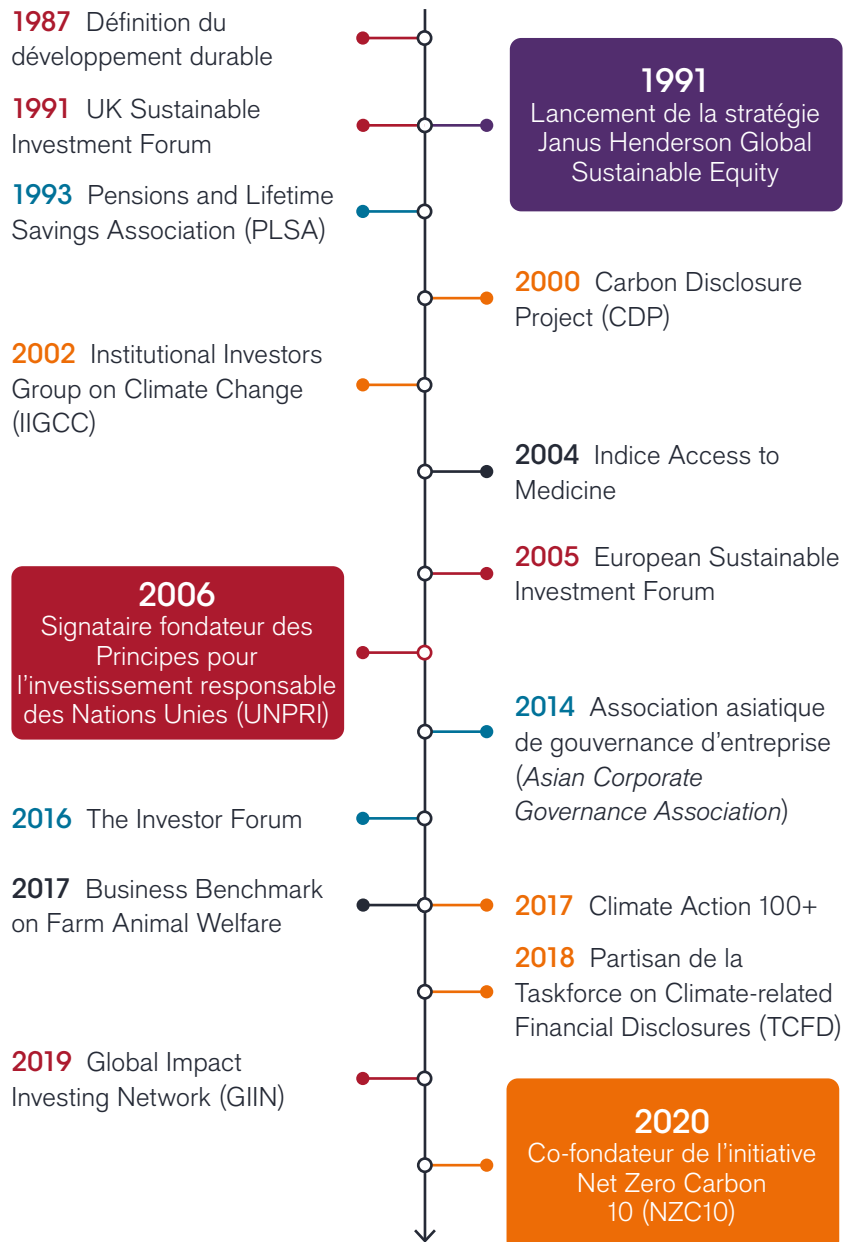 1987 Définition du
développement durable
1991 UK Sustainable
Investment Forum
1991
Lancement de la stratégie
Janus Henderson Global
Sustainable Equity
1993 Pensions and Lifetime
Savings Association (PLSA)
2000 Carbon Disclosure
Project (CDP)
2002 Institutional Investors
Group on Climate Change
(IIGCC)
2004 Indice Access to
Medicine
2005 European Sustainable
Investment Forum
2006
Signataire fondateur des
Principes pour
l’investissement responsable
des Nations Unies (UNPRI)
2014 Association asiatique
de gouvernance d’entreprise
(Asian Corporate
Governance Association)
2016 The Investor Forum
2017 Business Benchmark
on Farm Animal Welfare
2017 Climate Action 100+
2018 Partisan de la
Taskforce on Climate-related
Financial Disclosures (TCFD)
2019 Global Impact
Investing Network (GIIN)
2020
Co-fondateur de l’initiative
Net Zero Carbon
10 (NZC10)